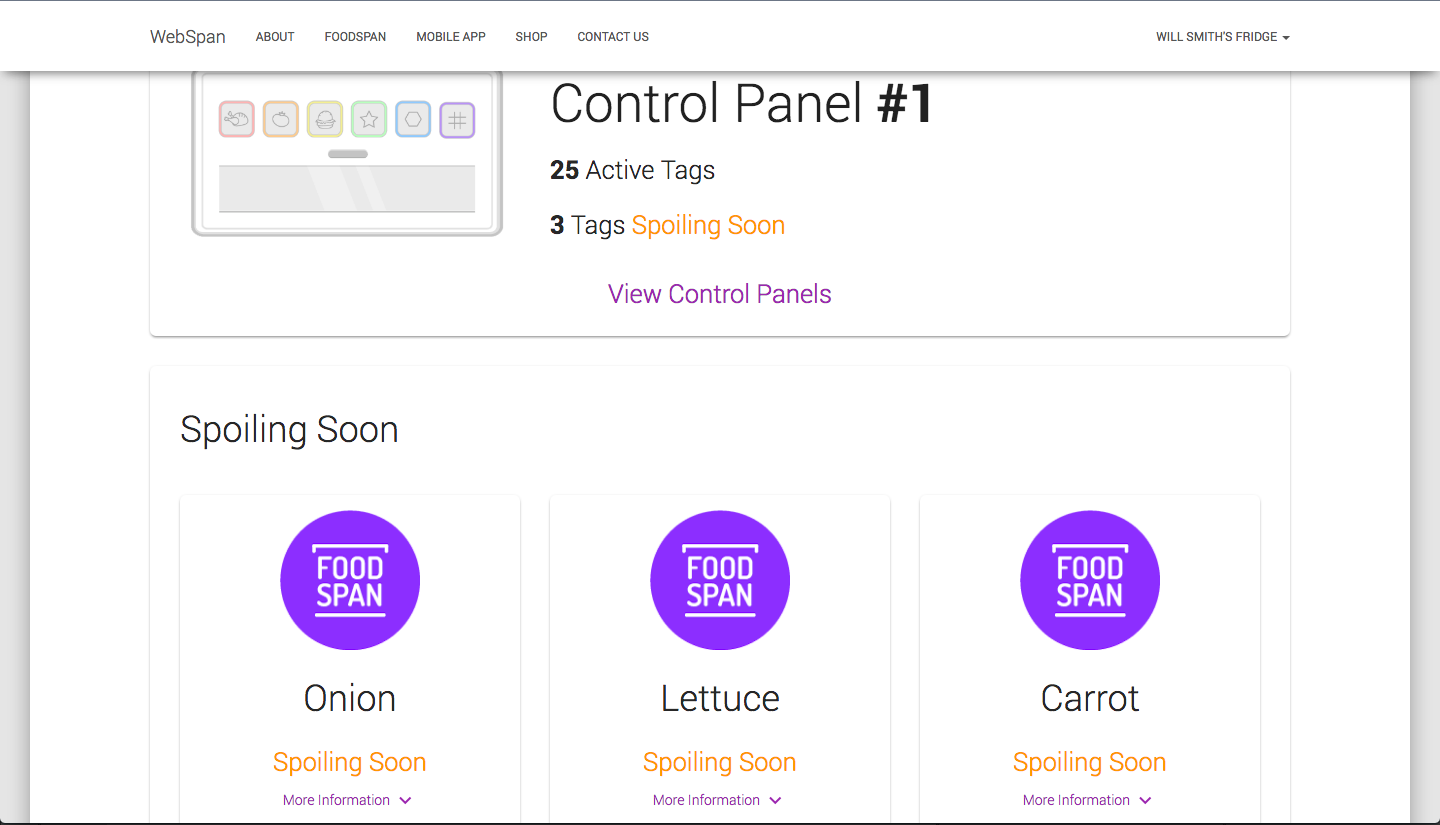 WebSpan ABOUT FOODSPAN MOBILE APP SHOP CONTACT US WILL SMITH'S FRIDGE
Control Panel #1
25 Active Tags
3 Tags Spoiling Soon
View Control Panels
Spoiling Soon
FOOD
SPAN
Onion
Spoiling Soon
More Information
FOOD
SPAN
Lettuce
Spoiling Soon
More Information
FOOD
SPAN
Carrot
Spoiling Soon
More Information